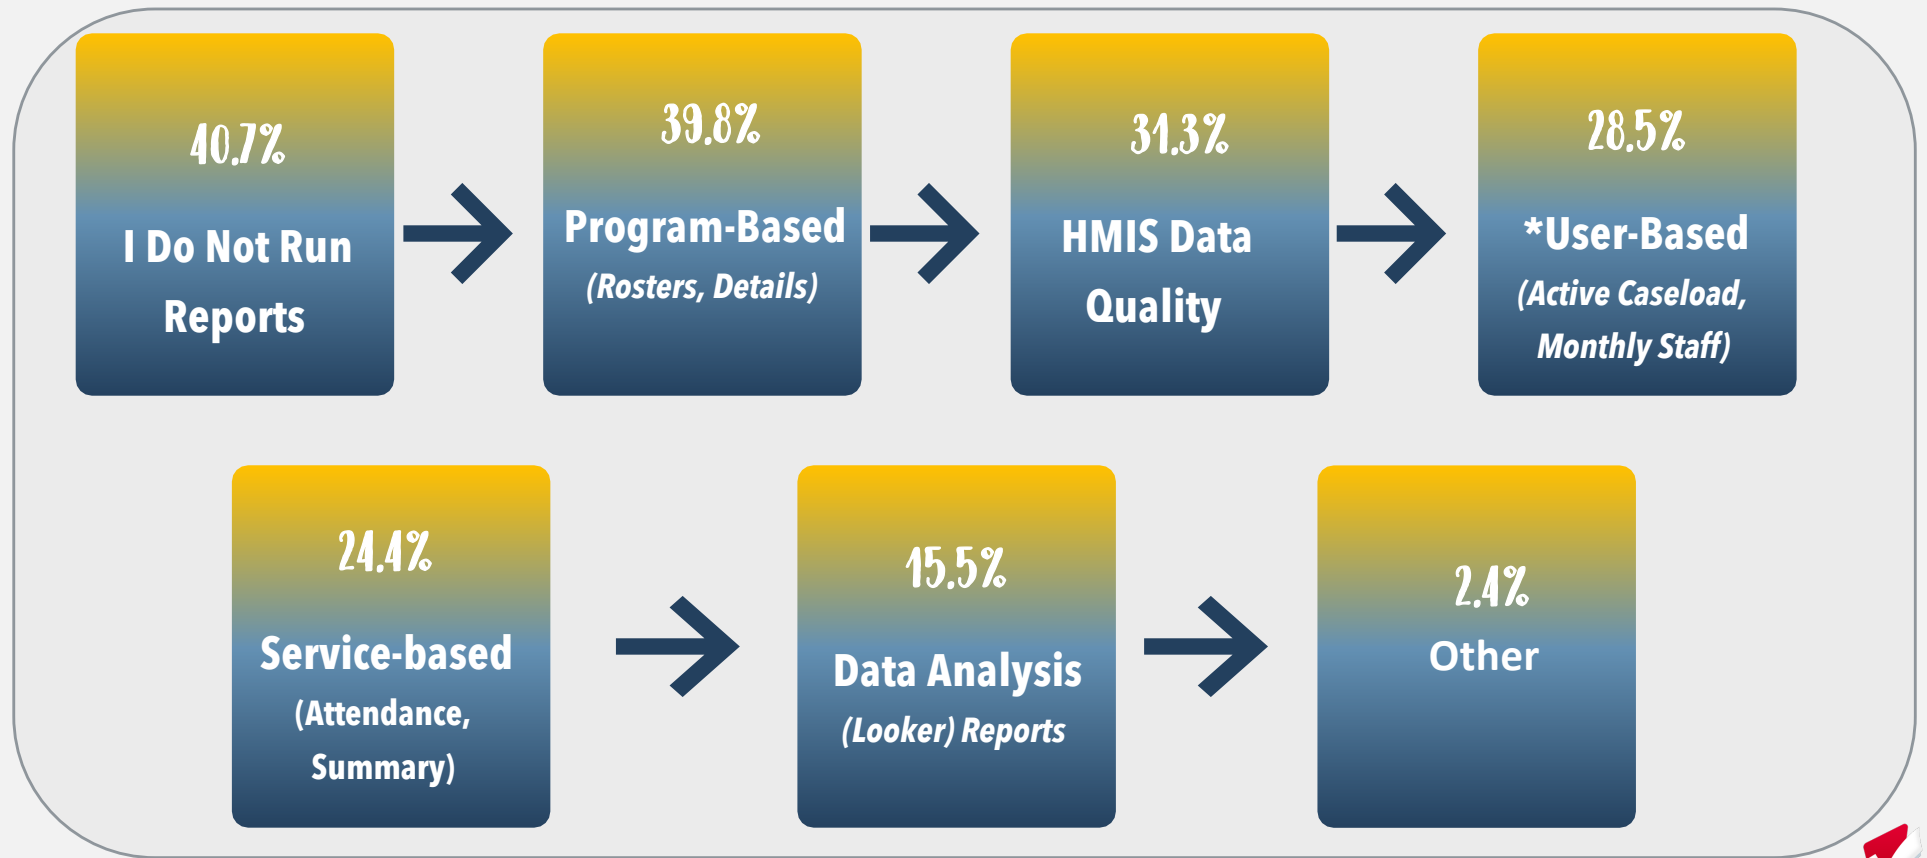 40.7%
I Do Not Run
Reports
39.8%
Program-Based
(Rosters, Details)
31.3%
HMIS Data
Quality
28.5%
*User-Based
(Active Caseload,
Monthly Staff)
24.4%
Service-based
(Attendance,
Summary)
15.5%
Data Analysis
(Looker) Reports
2.4%
Other